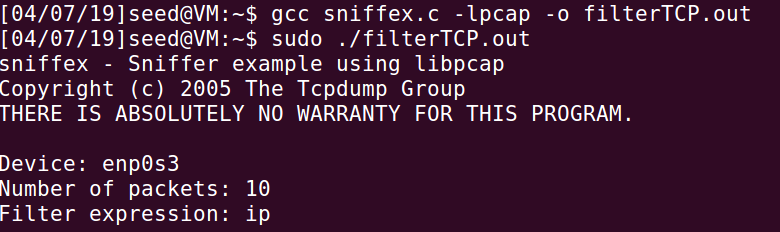 [04/07/19]seed@VM:~$ gcc sniffex.c -lpcap -o filterTCP.out
[04/07/19]seed@VM:~$ sudo ./filterTCP.out
sniffex - Sniffer example using libpcap
Copyright (c) 2005 The Tcpdump Group
THERE IS ABSOLUTELY NO WARRANTY FOR THIS PROGRAM.
Device: enp0s3
Number of packets: 10
Filter expression: ip